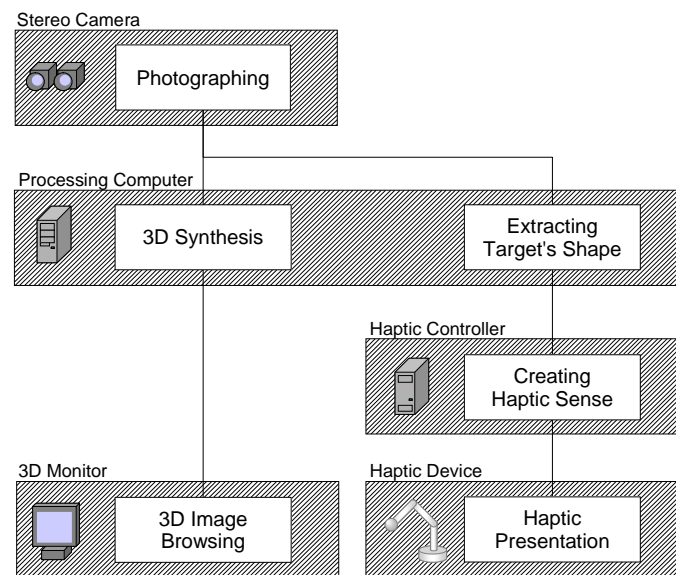 Stereo Camera
Photographing
Processing Computer
3D Synthesis
Extracting
Target's Shape
Haptic Controller
Creating
Haptic Sense
3D Monitor
3D Image
Browsing
Haptic Device
Haptic
Presentation